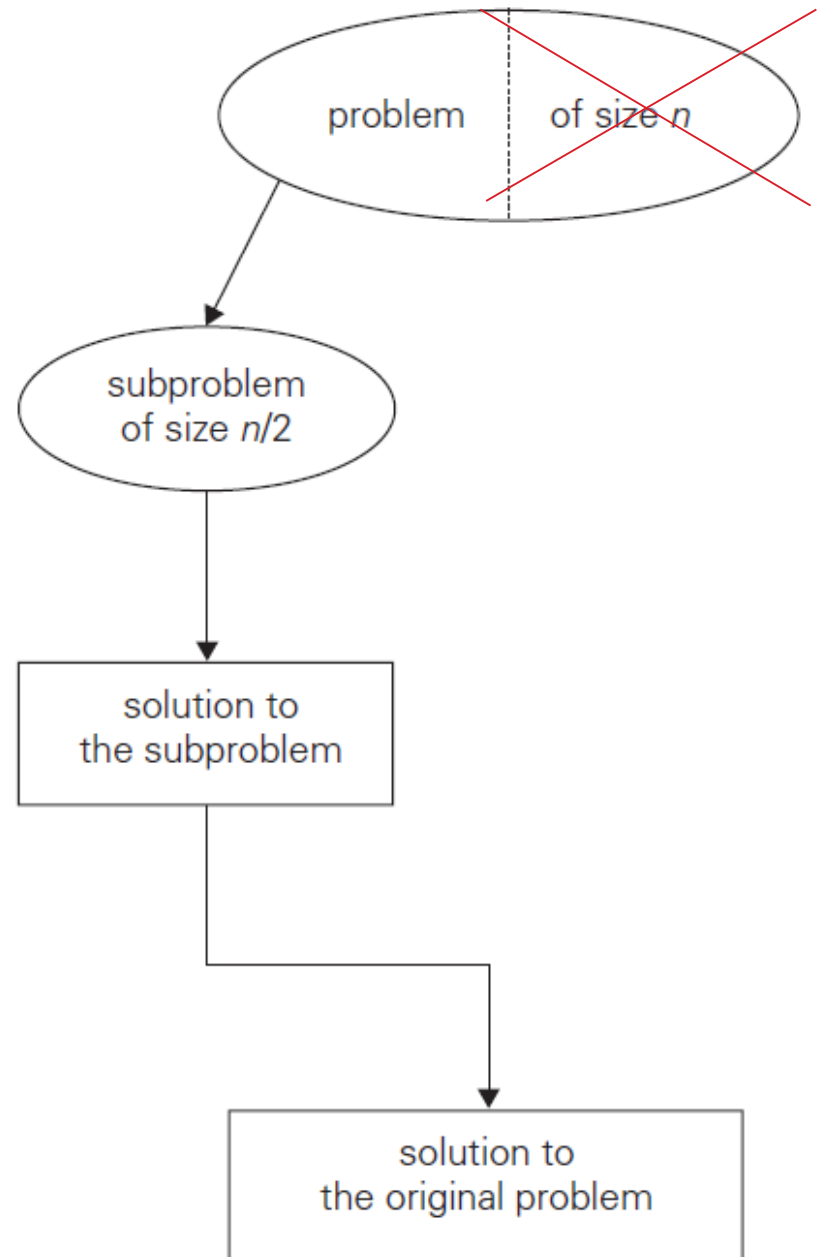 problem of size n
subproblem
of size n/2
solution to
the subproblem
solution to
the original problem